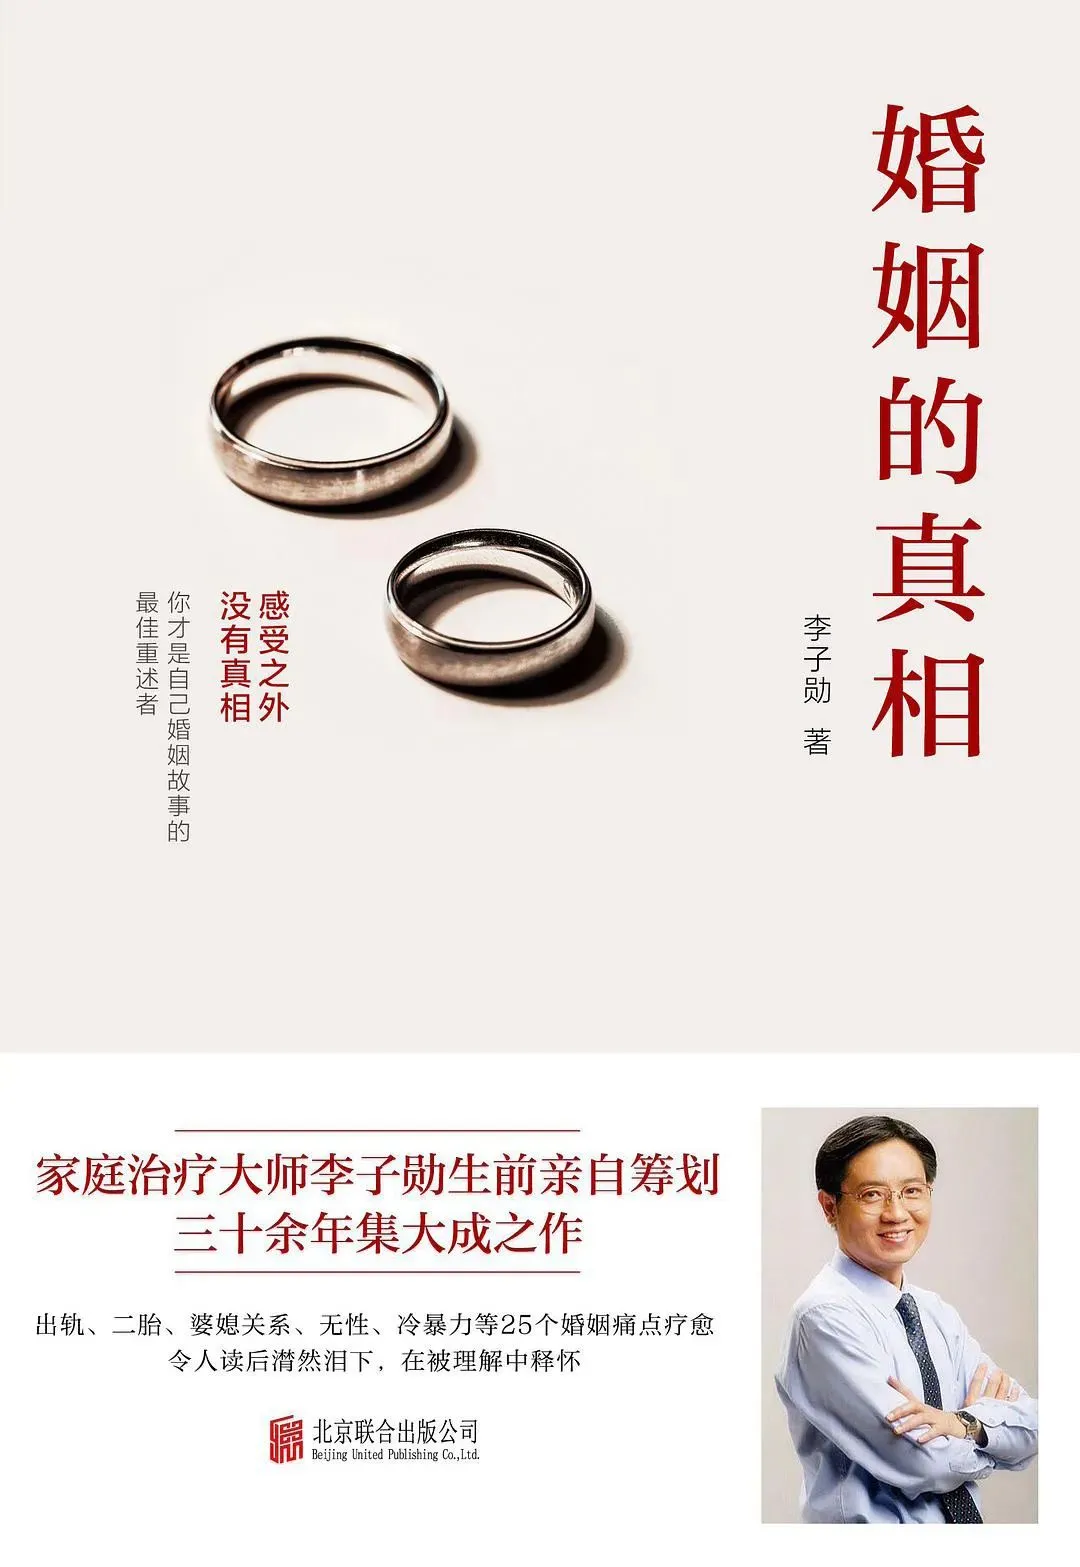 婚姻的真相
李子勋 著
感受之外
没有真相
你才是自己婚姻故事的
最佳重述者
家庭治疗大师李子勋生前亲自筹划
三十余年集大成之作
出轨、二胎、婆媳关系、无性、冷暴力等25个婚姻痛点疗愈
令人读后潸然泪下，在被理解中释怀
北京联合出版公司
Beijing United Publishing Co.,Ltd.